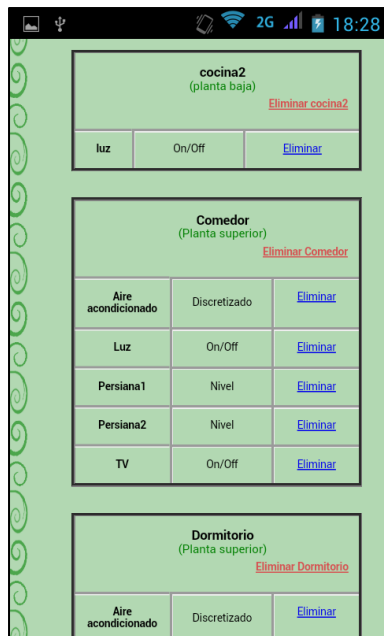 2G 18:28
cocina2
(planta baja)
Eliminar cocina2
luz On/Off Eliminar
Comedor
(Planta superior)
Eliminar Comedor
Aire
acondicionado Discretizado Eliminar
Luz On/Off Eliminar
Persiana1 Nivel Eliminar
Persiana2 Nivel Eliminar
TV On/Off Eliminar
Dormitorio
(Planta superior)
Eliminar Dormitorio
Aire
acondicionado Discretizado Eliminar